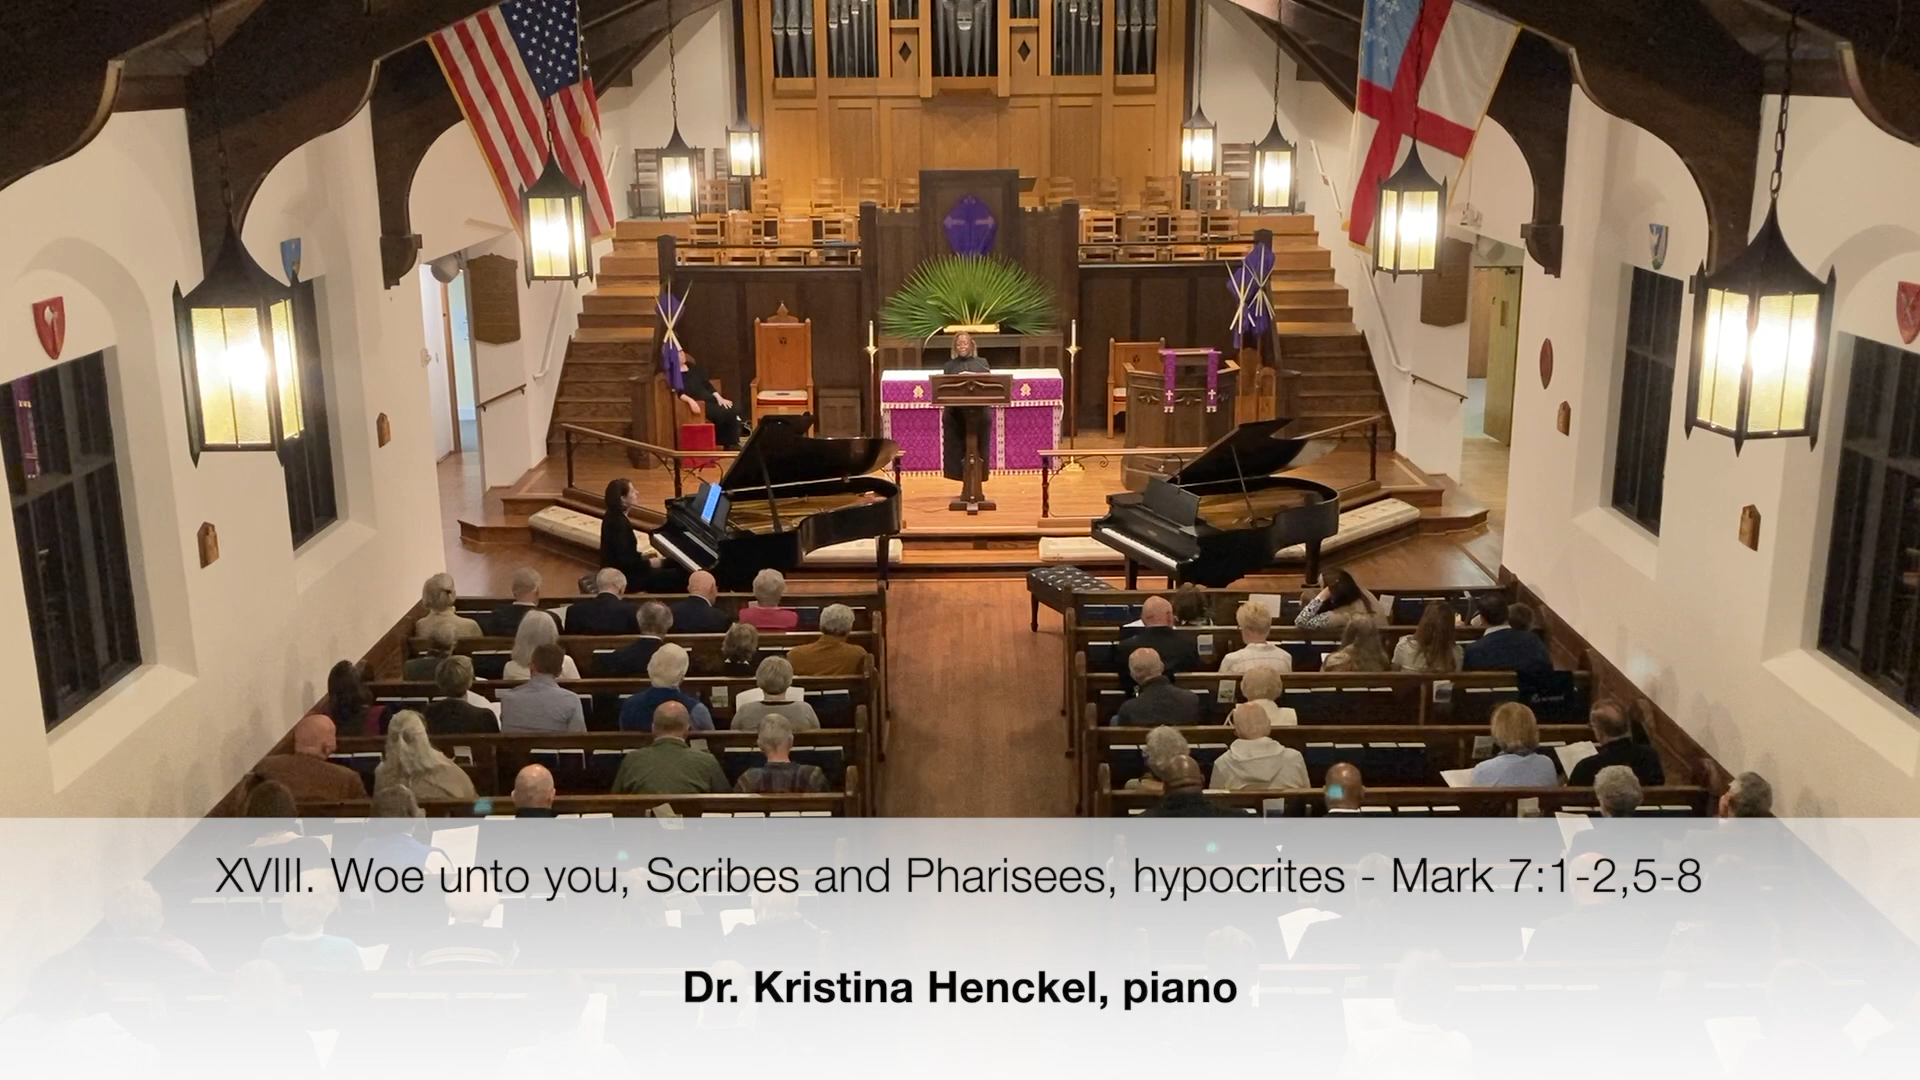 XVIII. Woe unto you, Scribes and Pharisees, hypocrites - Mark 7:1-2,5-8
Dr. Kristina Henckel, piano